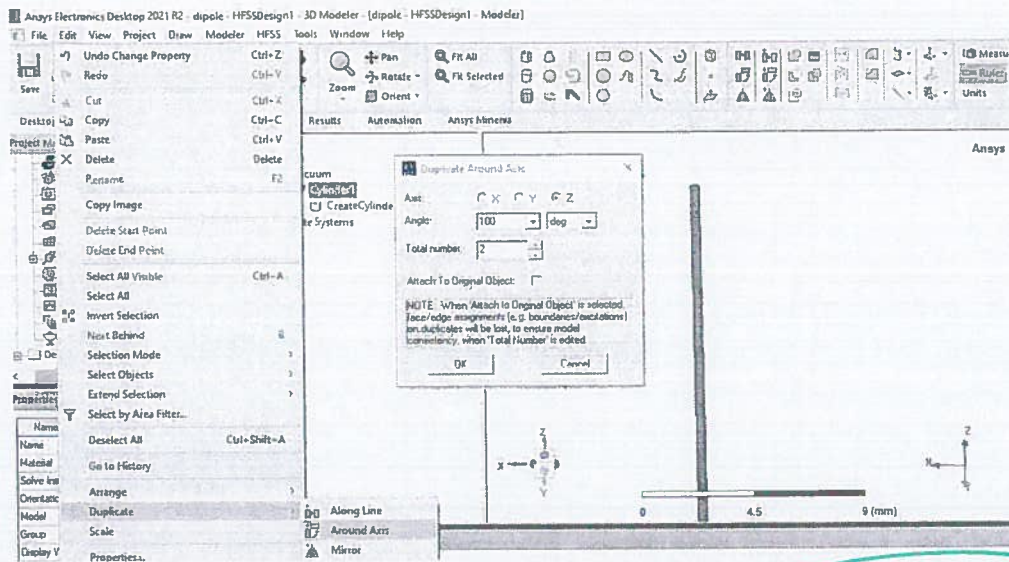 Ansys Electronics Desktop 2021 R2 - dipole - HFSSDesign1 - 3D Modeler - [dipole - HFSSDesign1 - Modeler]
File Edit View Project Draw Modeler HFSS Tools Window Help
Save
Undo Change Property Ctrl-Z
Redo
Cut
Copy Ctrl-C
Paste Ctrl+V
Delete Delete
Rename F2
Copy Image
Delete Start Point
Delete End Point
Select All Visible Ctrl-A
Select All
Invert Selection
Next Behind
Selection Mode
Select Objects
Extend Selection
Select by Area Filter...
Deselect All Ctrl+Shift-A
Go to History
Arrange
Duplicate
Scale
Properties...
Along Line
Around Axis
Mirror
Zoom
Pan
Rotate
Orient
Fit All
Fit Selected
Ruler
Units
Results Automation Ansys Minerva
Ansys
Cylinder1
Duplicate Around Axis
Axis: X Y Z
Angle: 100 deg
Total number: 2
Attach To Original Object:
NOTE: When 'Attach to Original Object' is selected,
face/edge assignments (e.g. boundaries/excitations)
on duplicates will be lost, to ensure model
consistency, when 'Total Number' is edited.
OK Cancel
Name
Name
Material
Model
Group
Z
X
Y
Z
0 4.5 9 (mm)